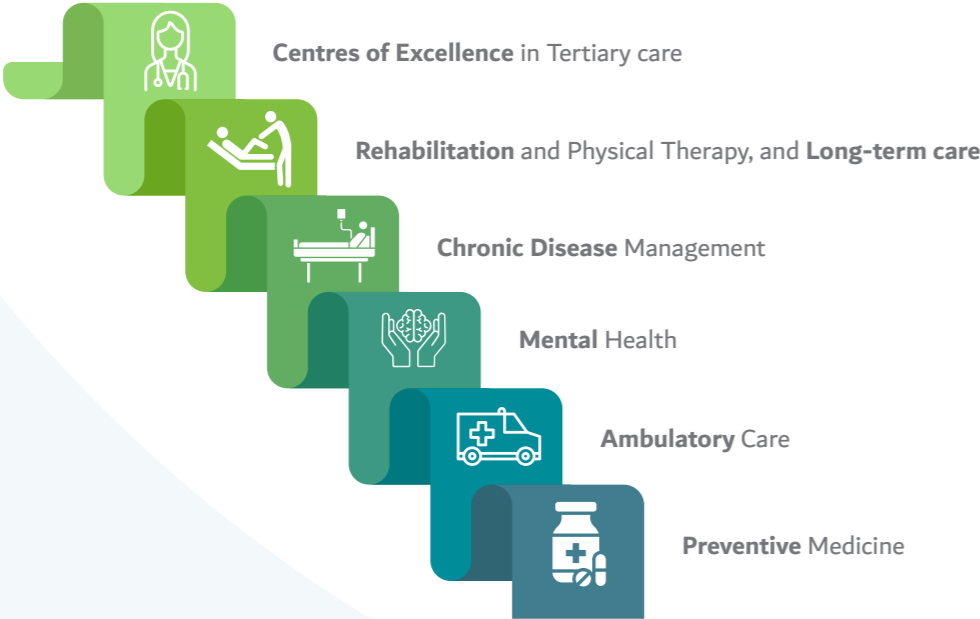 Centres of Excellence in Tertiary care
Rehabilitation and Physical Therapy, and Long-term care
Chronic Disease Management
Mental Health
Ambulatory Care
Preventive Medicine